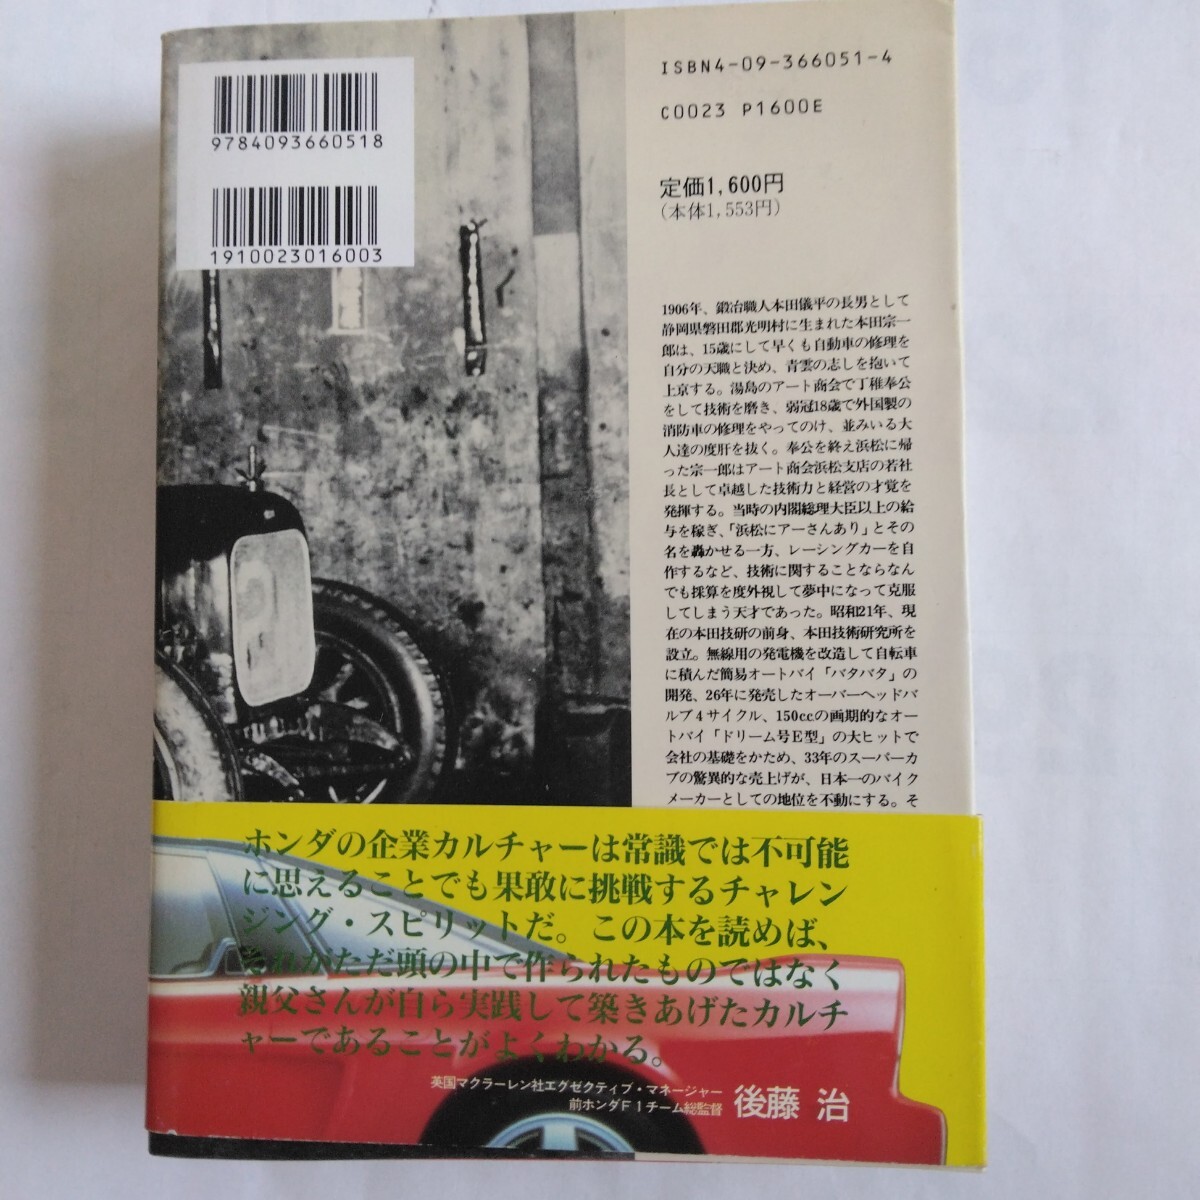 9784093660518
1910023016003
ISBN4-09-366051-4
C0023 P1600E
定価1,600円
(本体1,553円)
1906年、鍛冶職人本田儀平の長男として
静岡県磐田郡光明村に生まれた本田宗一
郎は、15歳にして早くも自動車の修理を
自分の天職と決め、青雲の志しを抱いて
上京する。湯島のアート商会で丁稚奉公
をして技術を磨き、弱冠18歳で外国製の
消防車の修理をやってのけ、並みいる大
人達の度肝を抜く。奉公を終え浜松に帰
った宗一郎はアート商会浜松支店の若社
長として卓越した技術力と経営の才覚を
発揮する。当時の内閣総理大臣以上の給
与を稼ぎ、「浜松にアーさんあり」とその
名を轟かせる一方、レーシングカーを自
作するなど、技術に関することならなん
でも採算を度外視して夢中になって克服
してしまう天才であった。昭和21年、現
在の本田技研の前身、本田技術研究所を
設立。無線用の発電機を改造して自転車
に積んだ簡易オートバイ「バタバタ」の
開発、26年に発売したオーバーヘッドバ
ルブ4サイクル、150ccの画期的なオー
トバイ「ドリーム号E型」の大ヒットで
会社の基礎をかため、33年のスーパーカ
ブの驚異的な売上げが、日本一のバイク
メーカーとしての地位を不動にする。そ
ホンダの企業カルチャーは常識では不可能
に思えることでも果敢に挑戦するチャレン
ジング・スピリットだ。この本を読めば、
それがただ頭の中で作られたものではなく
親父さんが自ら実践して築きあげたカルチ
ャーであることがよくわかる。
英国マクラーレン社エグゼクティブ・マネージャー
前ホンダF1チーム総監督 後藤 治